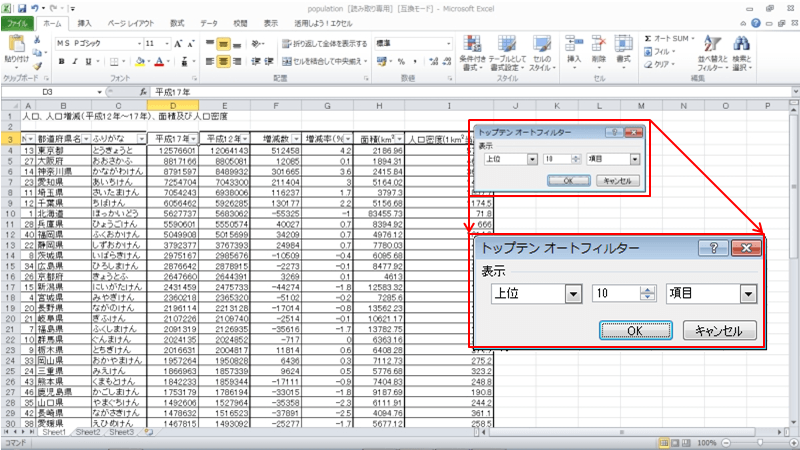 population [読み取り専用] [互換モード] - Microsoft Excel
ファイル ホーム 挿入 ページ レイアウト 数式 データ 校閲 表示 活用しよう！エクセル
貼り付け ＭＳ Ｐゴシック 11 折り返して全体を表示する 標準 条件付き書式 テーブルとして書式設定 セルのスタイル 挿入 削除 書式 Σ オート SUM フィル クリア 並べ替えとフィルター 検索と選択
セルを結合して中央揃え
クリップボード フォント 配置 数値 スタイル セル 編集
D3 fx 平成17年
A B C D E F G H I J K L M N O P
1 人口、人口増減(平成12年～17年)、面積及び人口密度
2
3 都道府県名 ふりがな 平成17年 平成12年 増減数 増減率(% 面積(km² 人口密度(1km²
4 13 東京都 とうきょうと 12576601 12064143 512458 4.2 2186.96
5 27 大阪府 おおさかふ 8817166 8805081 12085 0.1 1894.31
6 14 神奈川県 かながわけん 8791597 8489932 301665 3.6 2415.84
7 23 愛知県 あいちけん 7254704 7043300 211404 3 5164.02
8 11 埼玉県 さいたまけん 7054243 6938006 116237 1.7 3797.3
9 12 千葉県 ちばけん 6056462 5926285 130177 2.2 5156.68
10 1 北海道 ほっかいどう 5627737 5683062 -55325 -1 83455.73 71.8
11 28 兵庫県 ひょうごけん 5590601 5550574 40027 0.7 8394.92 666
12 40 福岡県 ふくおかけん 5049908 5015699 34209 0.7 4976.12
13 22 静岡県 しずおかけん 3792377 3767393 24984 0.7 7780.03
14 8 茨城県 いばらきけん 2975167 2985676 -10509 -0.4 6095.68
15 34 広島県 ひろしまけん 2876642 2878915 -2273 -0.1 8477.92
16 26 京都府 きょうとふ 2647660 2644391 3269 0.1 4613
17 15 新潟県 にいがたけん 2431459 2475733 -44274 -1.8 12583.32
18 4 宮城県 みやぎけん 2360218 2365320 -5102 -0.2 7285.6
19 20 長野県 ながのけん 2196114 2213128 -17014 -0.8 13562.23
20 21 岐阜県 ぎふけん 2107226 2109740 -2514 -0.1 10621.17
21 7 福島県 ふくしまけん 2091319 2126935 -35616 -1.7 13782.75
22 10 群馬県 ぐんまけん 2024135 2024852 -717 0 6363.16
23 9 栃木県 とちぎけん 2016631 2004817 11814 0.6 6408.28
24 33 岡山県 おかやまけん 1957264 1950828 6436 0.3 7112.73 275.2
25 24 三重県 みえけん 1866963 1857339 9624 0.5 5776.68 323.2
26 43 熊本県 くまもとけん 1842233 1859344 -17111 -0.9 7404.83 248.8
27 46 鹿児島県 かごしまけん 1753179 1786194 -33015 -1.8 9187.69 190.8
28 35 山口県 やまぐちけん 1492606 1527964 -35358 -2.3 6111.91 244.2
29 42 長崎県 ながさきけん 1478632 1516523 -37891 -2.5 4094.76 361.1
30 38 愛媛県 えひめけん 1467815 1493092 -25277 -1.7 5677.12 258.5
トップテン オートフィルター
表示
上位 10 項目
OK キャンセル
トップテン オートフィルター
表示
上位 10 項目
OK キャンセル
Sheet1 Sheet2 Sheet3
コマンド 100%